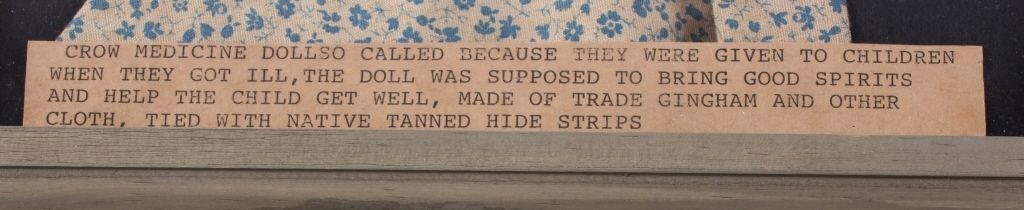 CROW MEDICINE DOLLSO CALLED BECAUSE THEY WERE GIVEN TO CHILDREN
WHEN THEY GOT ILL,THE DOLL WAS SUPPOSED TO BRING GOOD SPIRITS
AND HELP THE CHILD GET WELL, MADE OF TRADE GINGHAM AND OTHER
CLOTH, TIED WITH NATIVE TANNED HIDE STRIPS